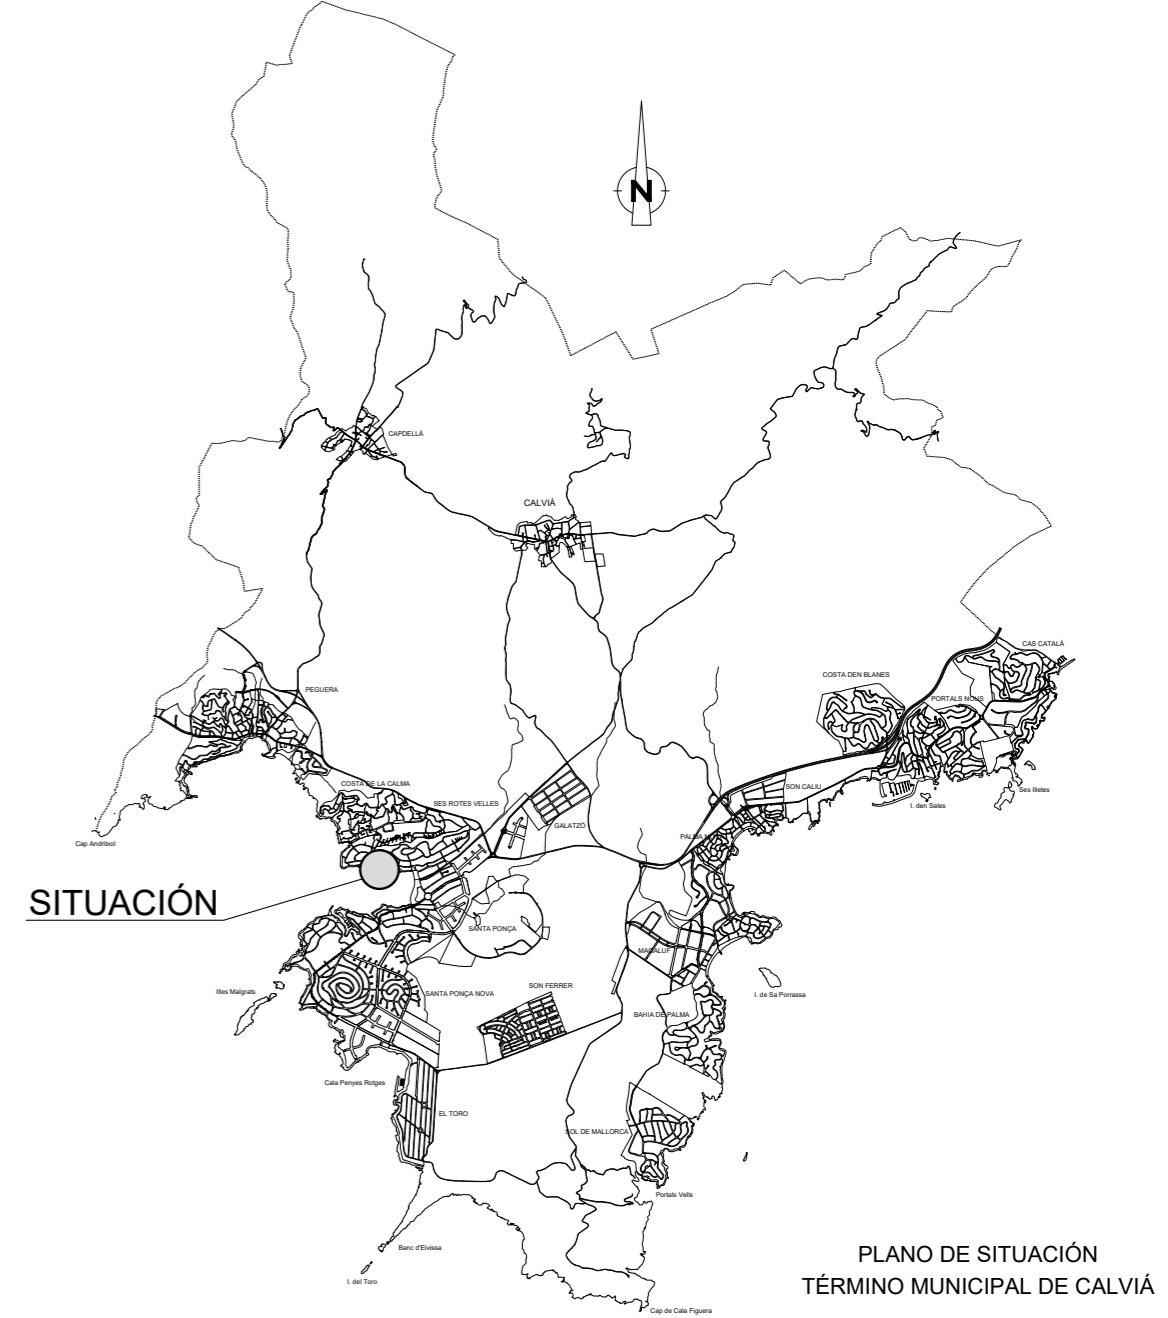 N
CAPDELLÀ
CALVIÀ
CAS CATALÀ
COSTA DEN BLANES
PEGUERA
PORTALS NOUS
COSTA DE LA CALMA
SON CALIU
Ses Illetes
SES ROTES VELLES
I. den Sales
GALATZÓ
Cap Andritxol
SITUACIÓN
SANTA PONÇA
MAGALUF
Illes Malgrats
SANTA PONÇA NOVA
SON FERRER
I. de Sa Porrassa
BAHIA DE PALMA
Cala Penyes Rotges
EL TORO
SOL DE MALLORCA
Portals Vells
Banc d'Eivissa
I. del Toro
Cap de Cala Figuera
PLANO DE SITUACIÓN
TÉRMINO MUNICIPAL DE CALVIÁ